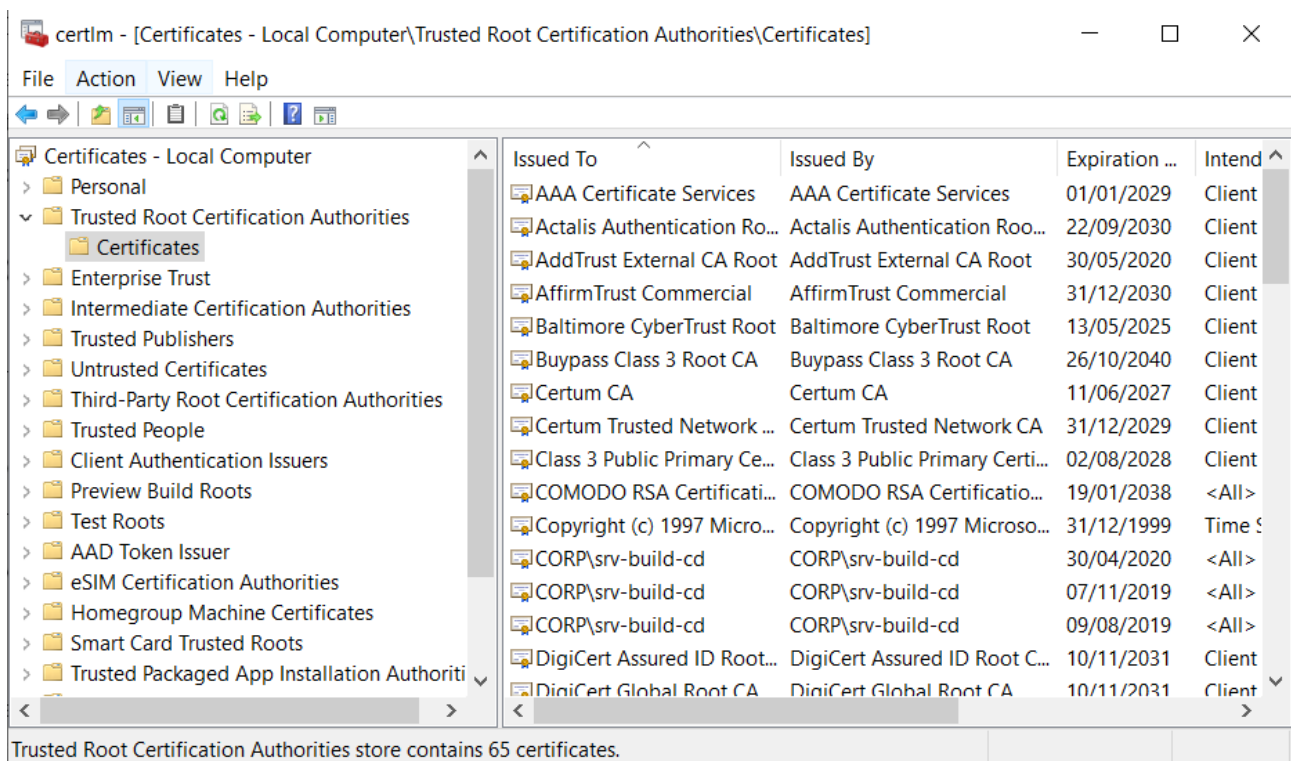 certlm - [Certificates - Local Computer\Trusted Root Certification Authorities\Certificates]
File Action View Help
Certificates - Local Computer
Personal
Trusted Root Certification Authorities
Certificates
Enterprise Trust
Intermediate Certification Authorities
Trusted Publishers
Untrusted Certificates
Third-Party Root Certification Authorities
Trusted People
Client Authentication Issuers
Preview Build Roots
Test Roots
AAD Token Issuer
eSIM Certification Authorities
Homegroup Machine Certificates
Smart Card Trusted Roots
Trusted Packaged App Installation Authoriti
Issued To Issued By Expiration ... Intend
AAA Certificate Services AAA Certificate Services 01/01/2029 Client
Actalis Authentication Ro... Actalis Authentication Roo... 22/09/2030 Client
AddTrust External CA Root AddTrust External CA Root 30/05/2020 Client
AffirmTrust Commercial AffirmTrust Commercial 31/12/2030 Client
Baltimore CyberTrust Root Baltimore CyberTrust Root 13/05/2025 Client
Buypass Class 3 Root CA Buypass Class 3 Root CA 26/10/2040 Client
Certum CA Certum CA 11/06/2027 Client
Certum Trusted Network ... Certum Trusted Network CA 31/12/2029 Client
Class 3 Public Primary Ce... Class 3 Public Primary Certi... 02/08/2028 Client
COMODO RSA Certificati... COMODO RSA Certificatio... 19/01/2038 <All>
Copyright (c) 1997 Micro... Copyright (c) 1997 Microso... 31/12/1999 Time S
CORP\srv-build-cd CORP\srv-build-cd 30/04/2020 <All>
CORP\srv-build-cd CORP\srv-build-cd 07/11/2019 <All>
CORP\srv-build-cd CORP\srv-build-cd 09/08/2019 <All>
DigiCert Assured ID Root... DigiCert Assured ID Root C... 10/11/2031 Client
DigiCert Global Root CA DigiCert Global Root CA 10/11/2031 Client
Trusted Root Certification Authorities store contains 65 certificates.